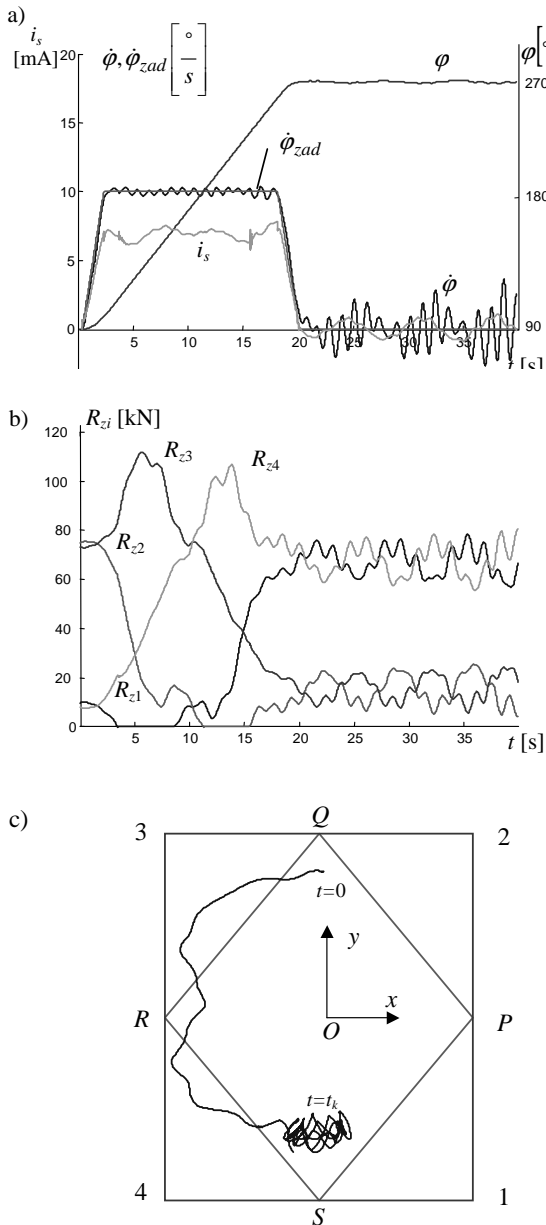 a)
i_s [mA]
φ̇, φ̇_zad [°/s]
φ[°
20
15
10
5
0
270
180
90
φ
φ̇_zad
i_s
φ̇
5 10 15 20 25 30 35
t [s]
b)
R_zi [kN]
120
100
80
60
40
20
0
R_z3
R_z4
R_z2
R_z1
5 10 15 20 25 30 35
t [s]
c)
3 Q 2
t=0
y
x
R O P
t=t_k
4 S 1